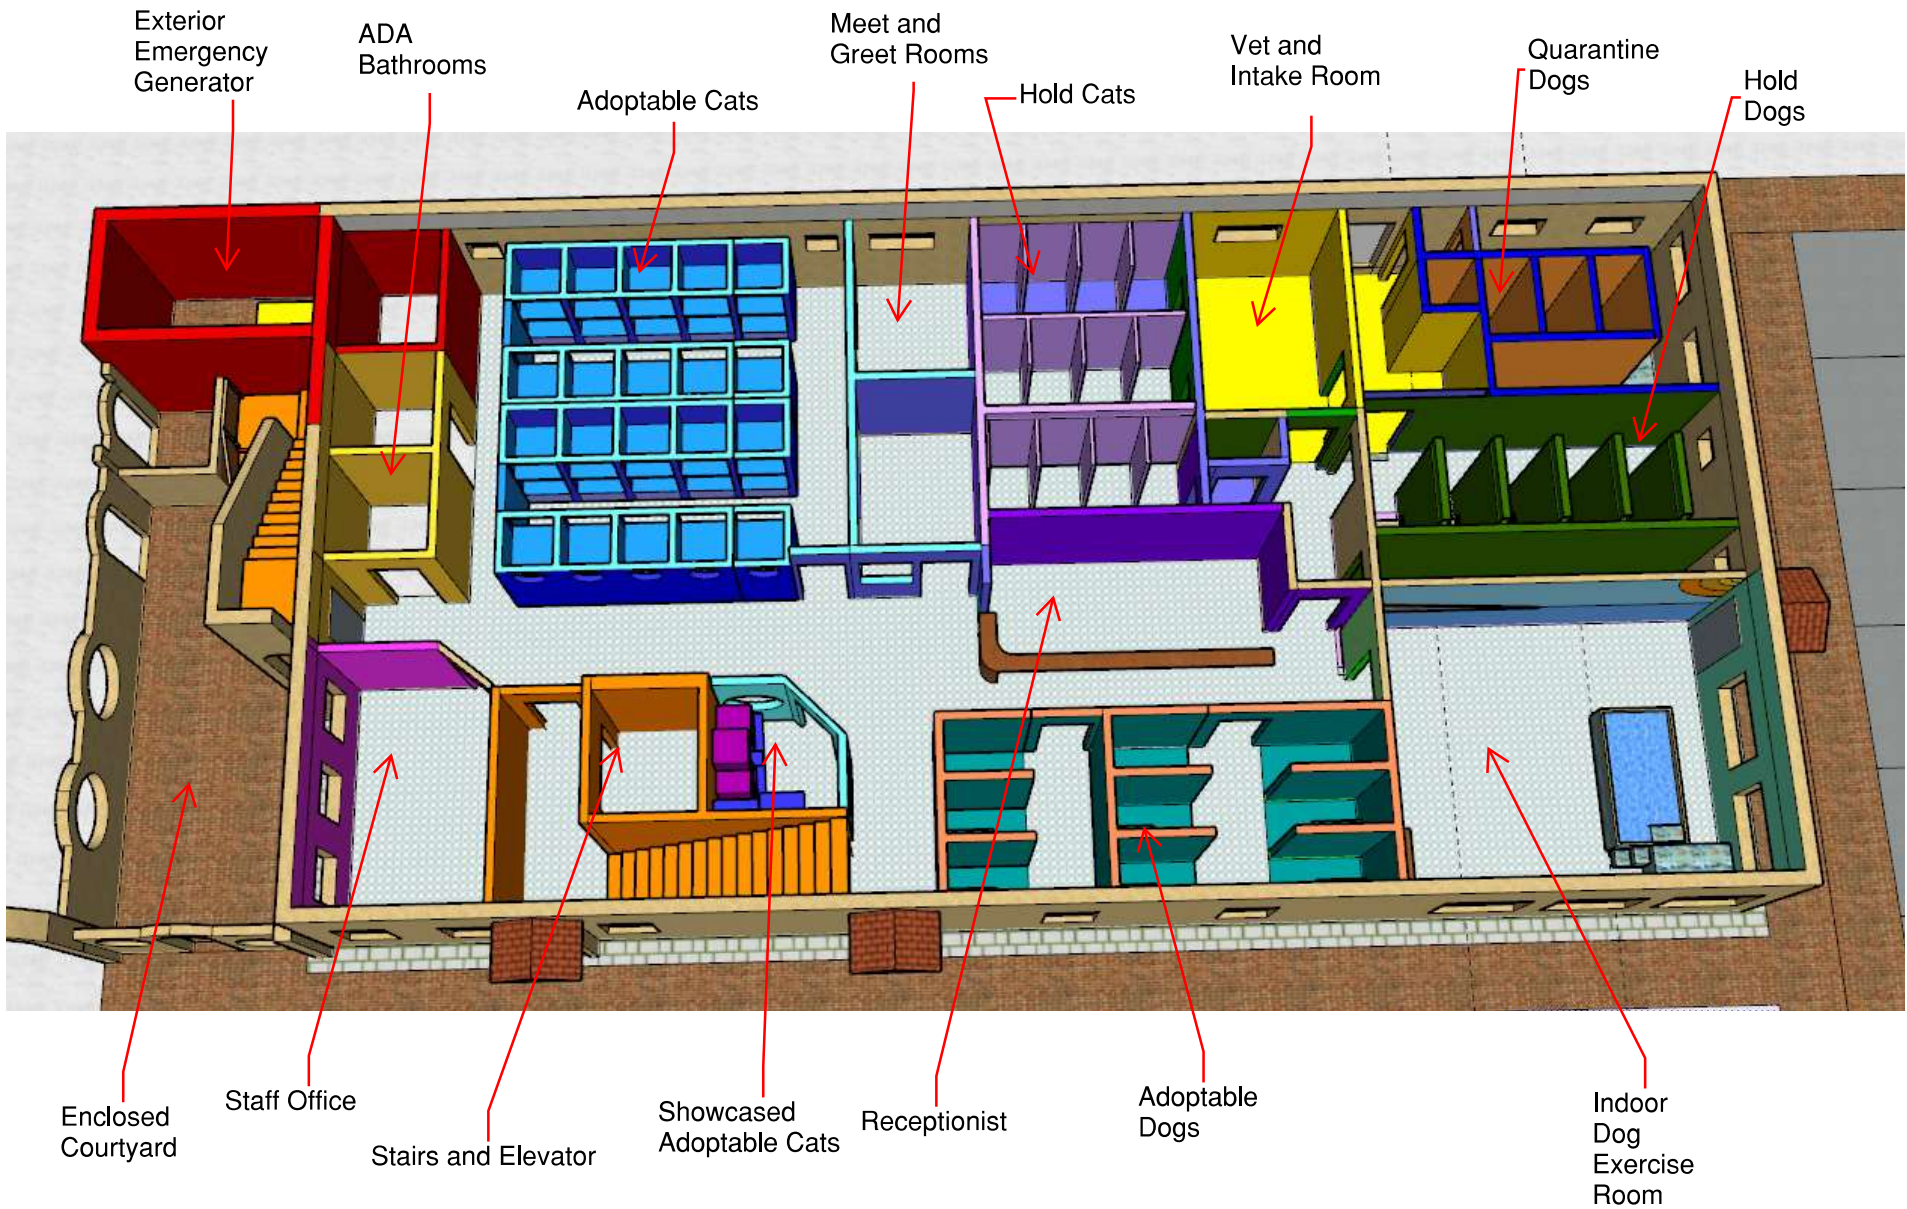 Exterior
Emergency
Generator
ADA
Bathrooms
Adoptable Cats
Meet and
Greet Rooms
Hold Cats
Vet and
Intake Room
Quarantine
Dogs
Hold
Dogs
Enclosed
Courtyard
Staff Office
Stairs and Elevator
Showcased
Adoptable Cats
Receptionist
Adoptable
Dogs
Indoor
Dog
Exercise
Room